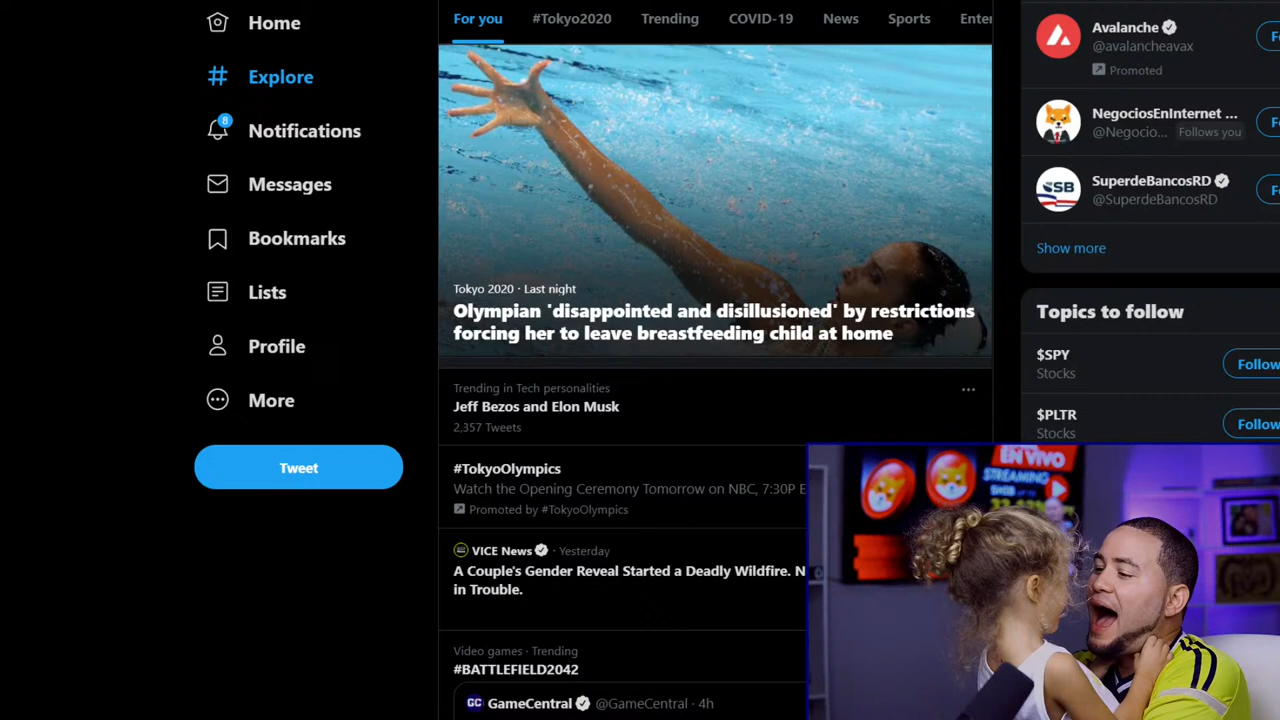 Home
Explore
8
Notifications
Messages
Bookmarks
Lists
Profile
More
Tweet
For you
#Tokyo2020
Trending
COVID-19
News
Sports
Tokyo 2020 · Last night
Olympian 'disappointed and disillusioned' by restrictions
forcing her to leave breastfeeding child at home
Trending in Tech personalities
Jeff Bezos and Elon Musk
2,357 Tweets
#TokyoOlympics
Watch the Opening Ceremony Tomorrow on NBC, 7:30P E
Promoted by #TokyoOlympics
VICE News · Yesterday
A Couple's Gender Reveal Started a Deadly Wildfire. N
in Trouble.
Video games · Trending
#BATTLEFIELD2042
GC GameCentral @GameCentral · 4h
Avalanche
@avalancheavax
Promoted
NegociosEnInternet ...
@Negocio... Follows you
SB
SuperdeBancosRD
@SuperdeBancosRD
Show more
Topics to follow
$SPY
Stocks
Follow
$PLTR
Stocks
Follow
EN VIVO
STREAMING